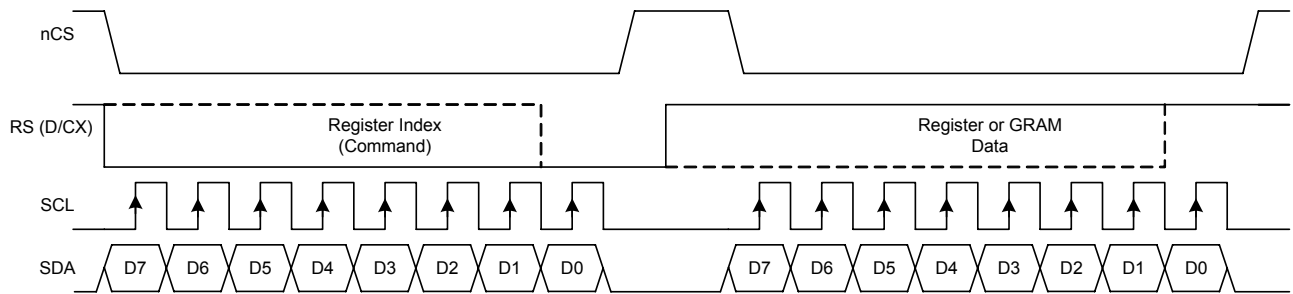 nCS
RS (D/CX)
Register Index
(Command)
Register or GRAM
Data
SCL
SDA
D7 D6 D5 D4 D3 D2 D1 D0 D7 D6 D5 D4 D3 D2 D1 D0